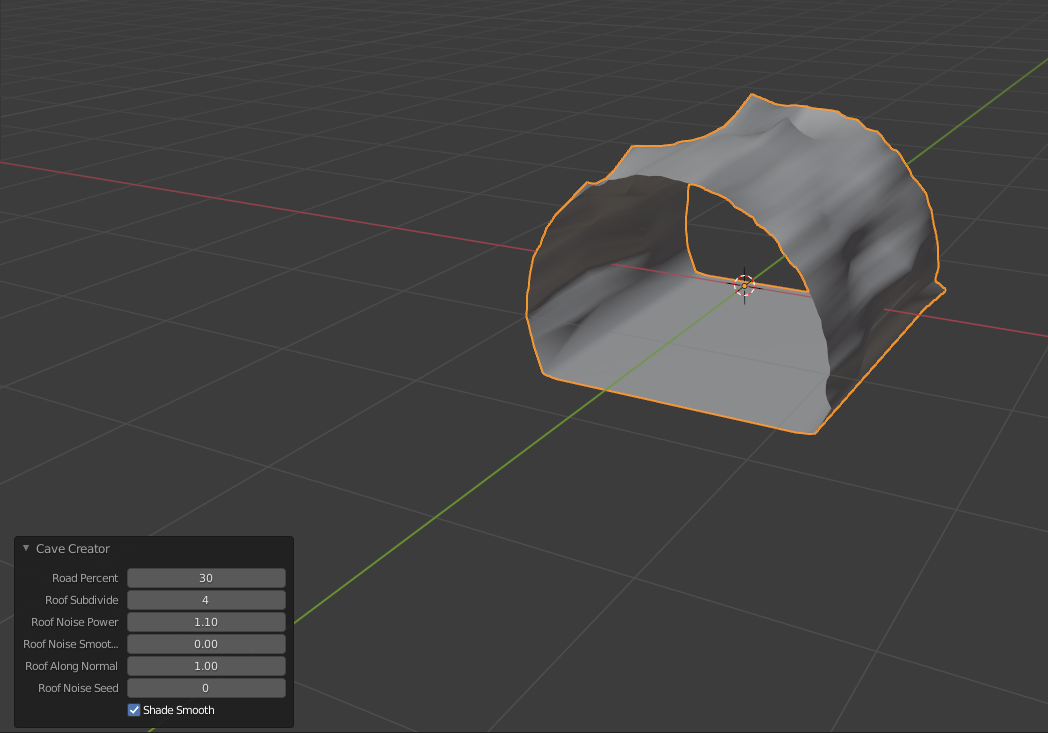 Cave Creator
Road Percent 30
Roof Subdivide 4
Roof Noise Power 1.10
Roof Noise Smoot... 0.00
Roof Along Normal 1.00
Roof Noise Seed 0
Shade Smooth